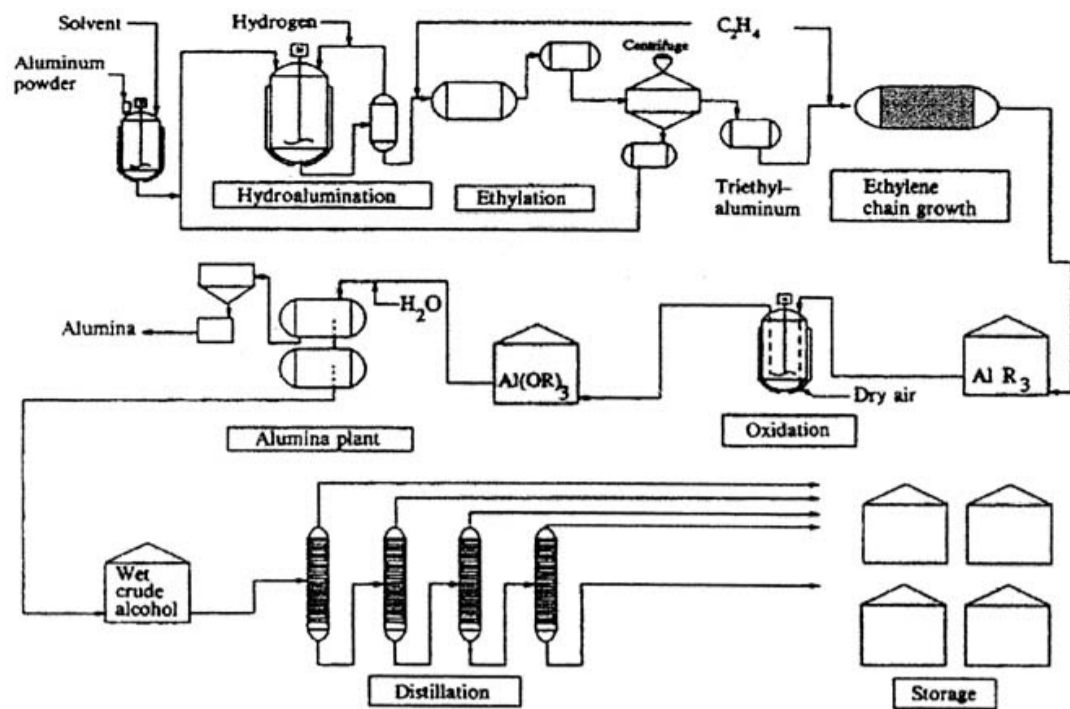 Solvent
Hydrogen
C₂H₄
Centrifuge
Aluminum
powder
Hydroalumination
Ethylation
Triethyl–
aluminum
Ethylene
chain growth
H₂O
Alumina
Al(OR)₃
Al R₃
Dry air
Alumina plant
Oxidation
Wet
crude
alcohol
Distillation
Storage